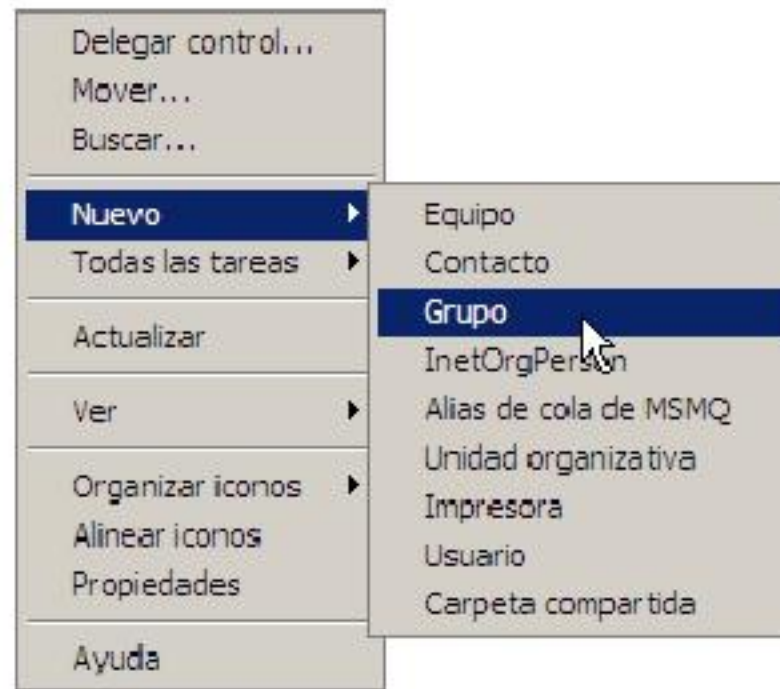 Delegar control...
Mover...
Buscar...
Nuevo
Todas las tareas
Actualizar
Ver
Organizar iconos
Alinear iconos
Propiedades
Ayuda
Equipo
Contacto
Grupo
InetOrgPerson
Alias de cola de MSMQ
Unidad organizativa
Impresora
Usuario
Carpeta compartida